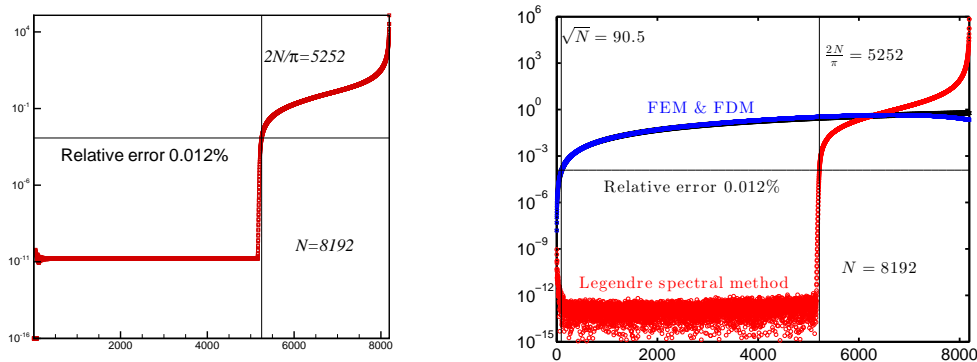 10^4
10^-1
10^-6
10^-11
10^-16
2000
4000
6000
8000
2N/π=5252
Relative error 0.012%
N=8192
10^6
10^3
10^0
10^-3
10^-6
10^-9
10^-12
10^-15
0
2000
4000
6000
8000
√N = 90.5
2N/π = 5252
FEM & FDM
Relative error 0.012%
N = 8192
Legendre spectral method